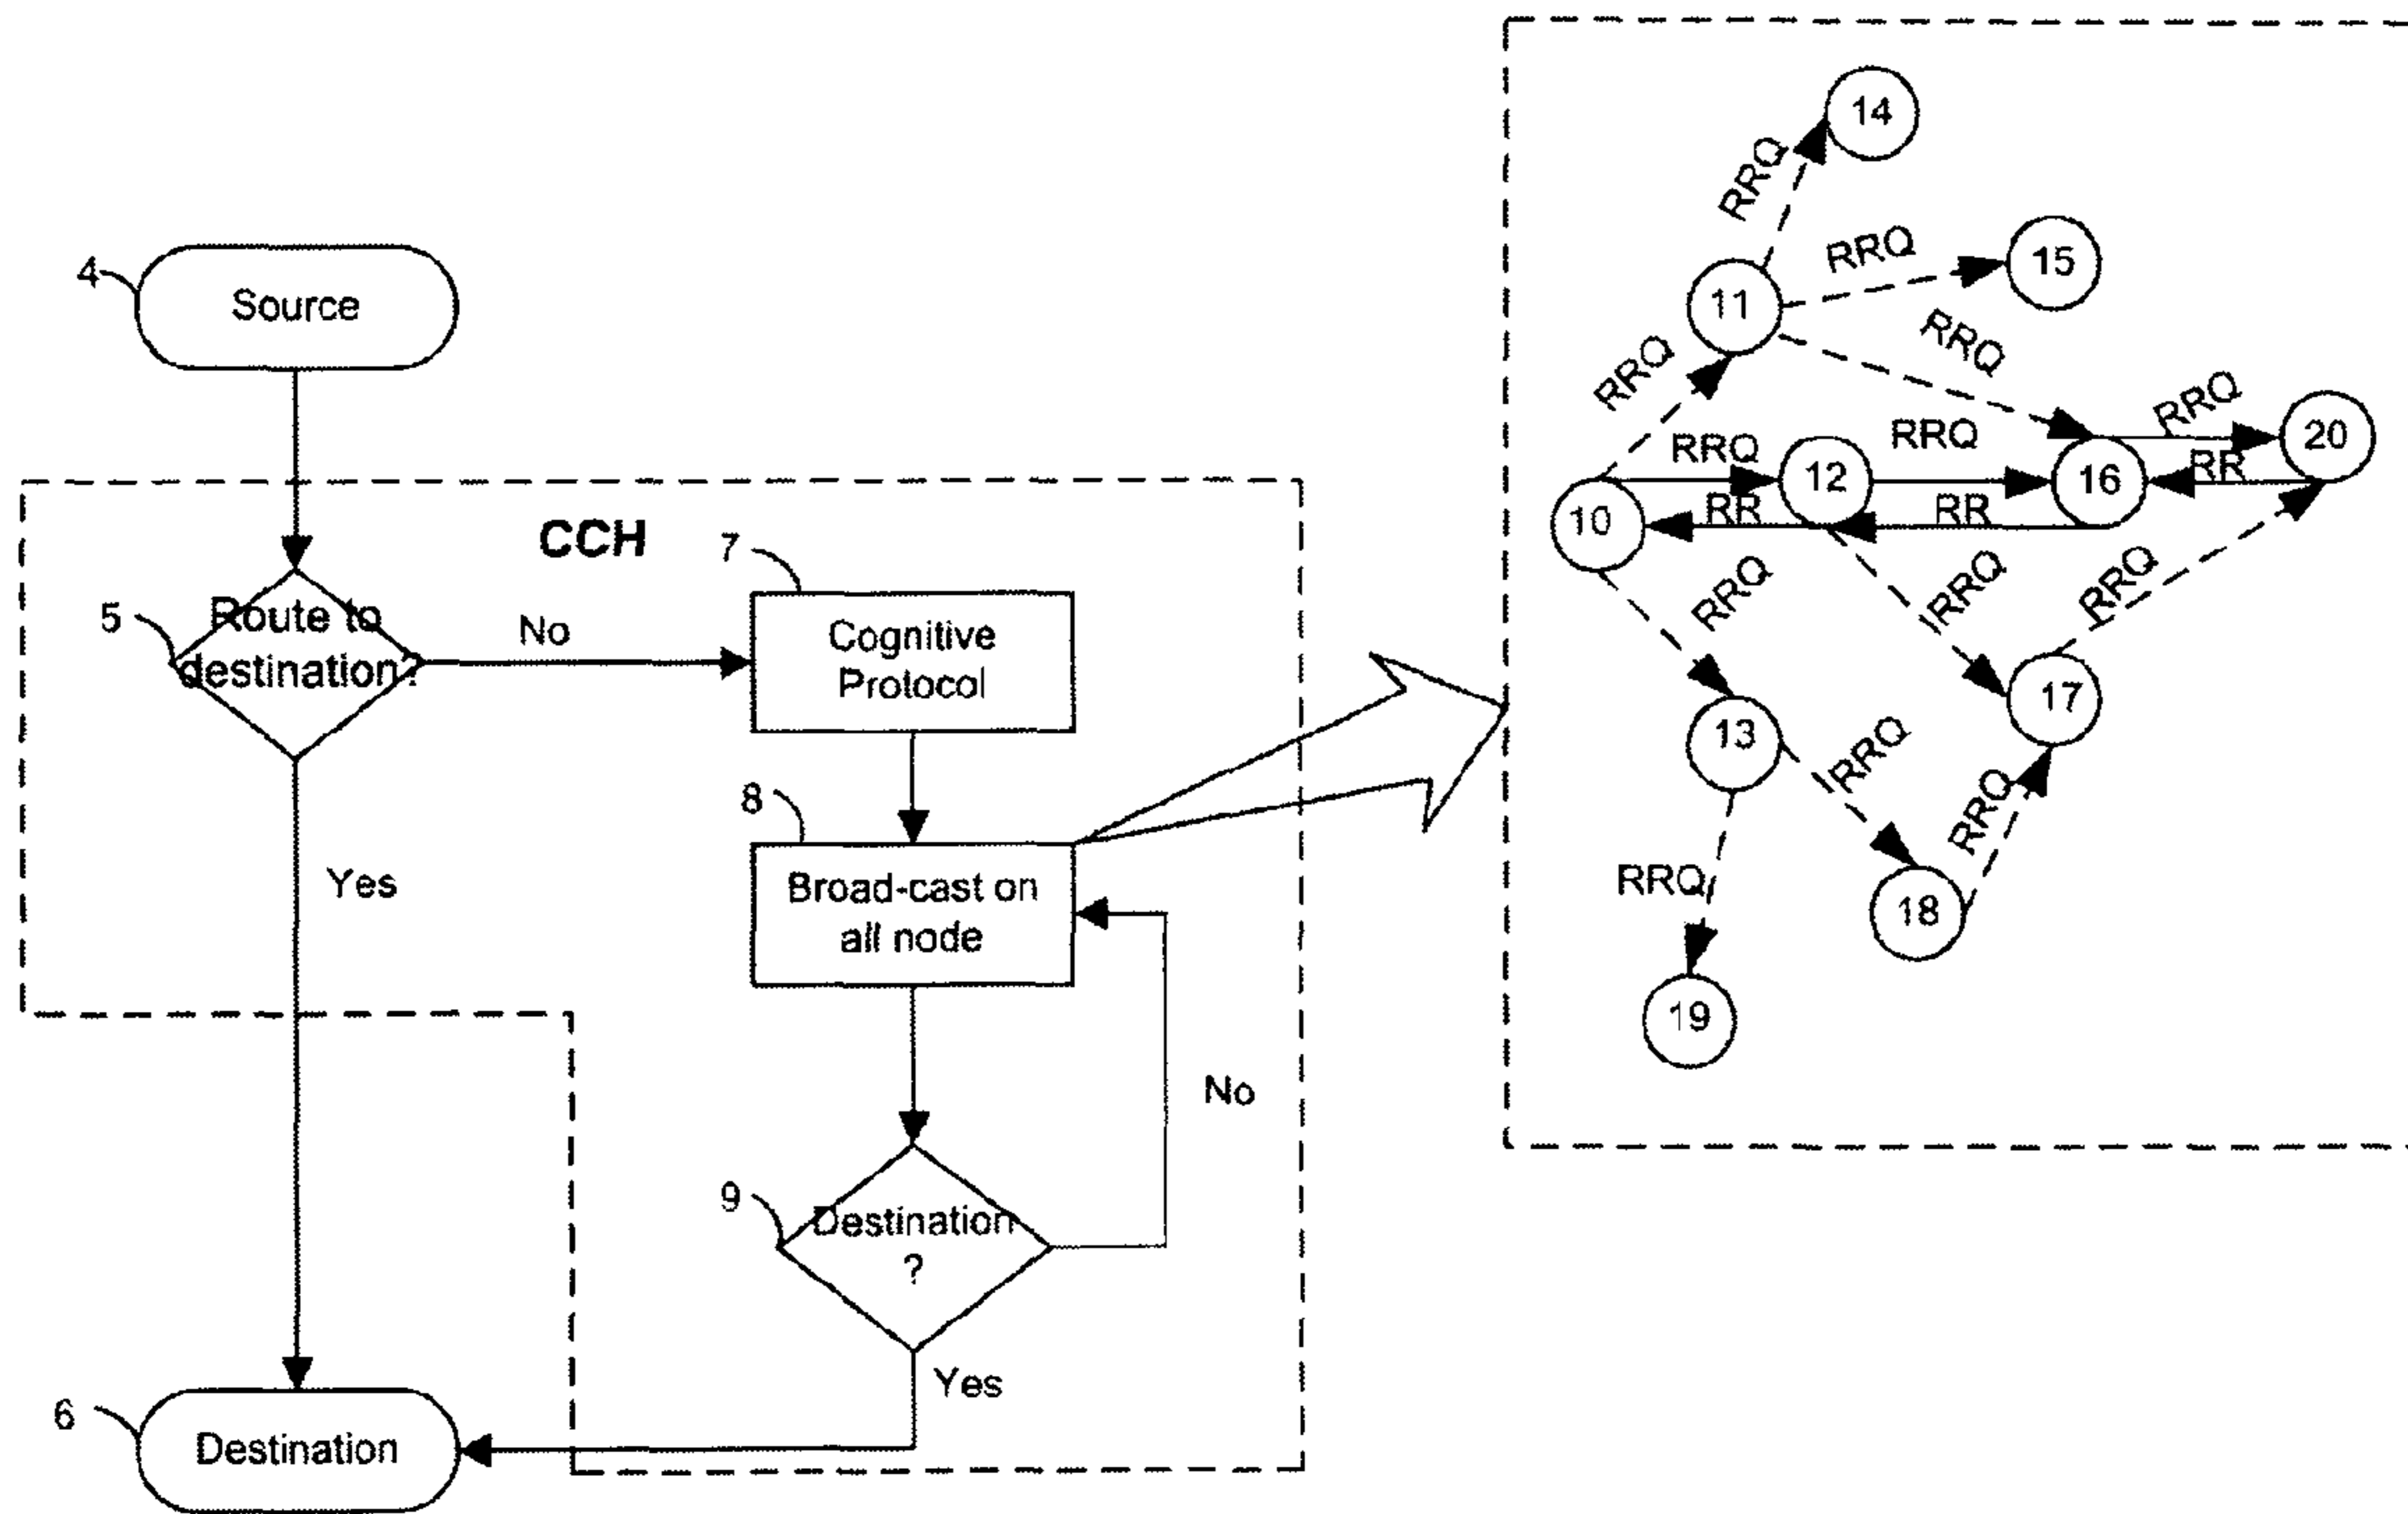 4
Source
CCH
5
Route to
destination?
No
7
Cognitive
Protocol
8
Broad-cast on
all node
Yes
No
9
Destination
?
Yes
6
Destination
14
RRQ
RRQ
15
11
RRQ
RRQ
RRQ
20
RRQ
RRQ
12
16
RR
10
RR
RR
RRQ
RRQ
RRQ
17
13
RRQ
RRQ
RRQ
18
19